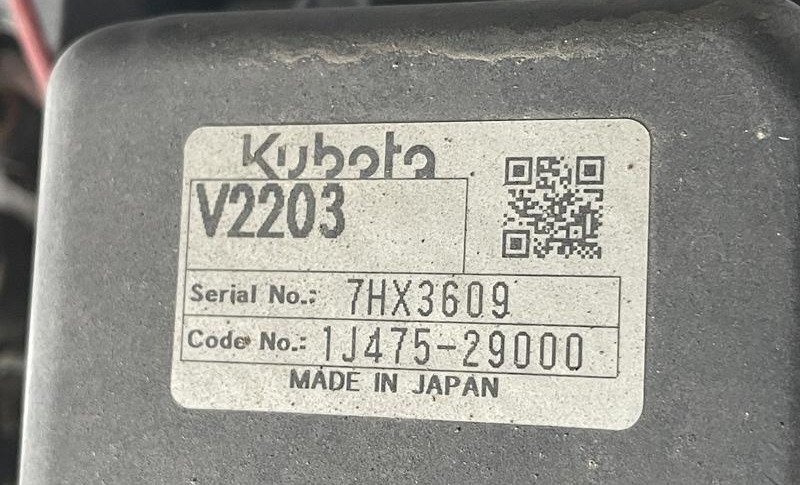 Kubota
V2203
Serial No.: 7HX3609
Code No.: 1J475-29000
MADE IN JAPAN